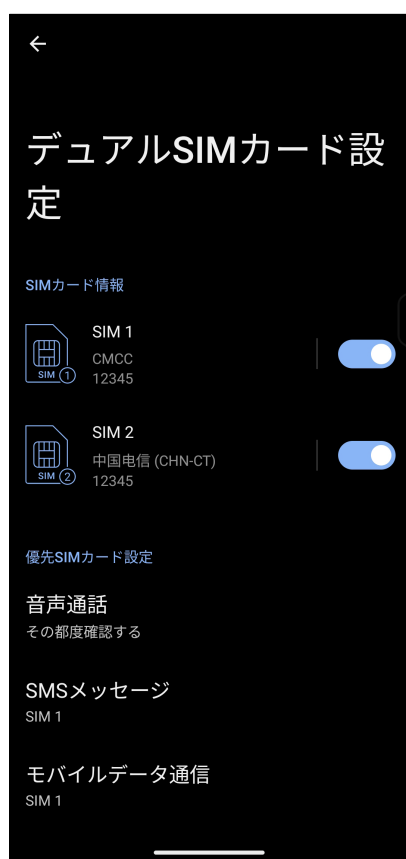 デュアルSIMカード設
定
SIMカード情報
SIM 1
CMCC
12345
SIM 1
SIM 2
中国电信 (CHN-CT)
12345
SIM 2
優先SIMカード設定
音声通話
その都度確認する
SMSメッセージ
SIM 1
モバイルデータ通信
SIM 1